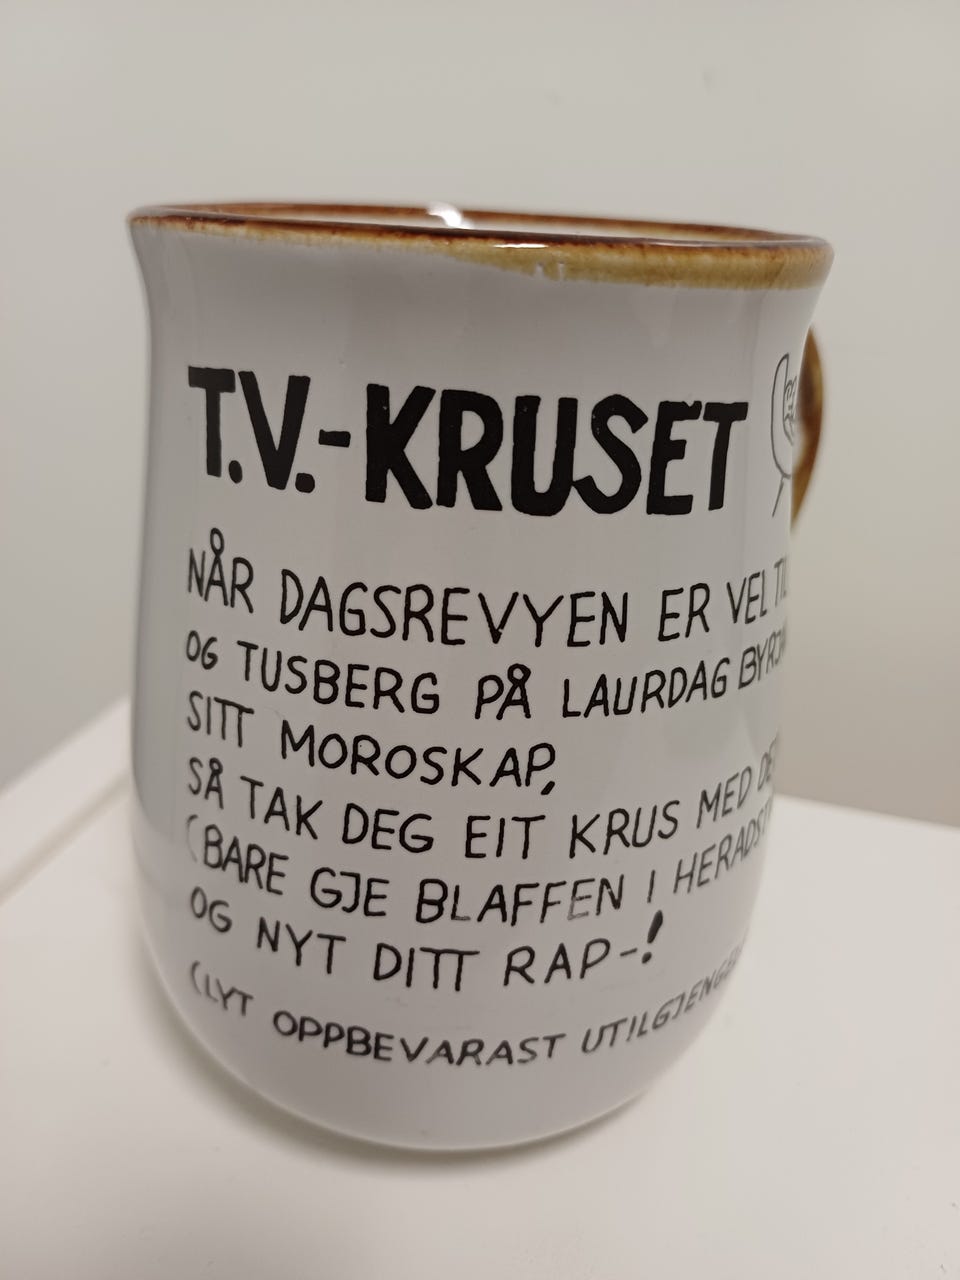 T.V.-KRUSET
NÅR DAGSREVYEN ER VEL
OG TUSBERG PÅ LAURDAG
SITT MOROSKAP,
SÅ TAK DEG EIT KRUS MED
(BARE GJE BLAFFEN I
OG NYT DITT RAP-!
(LYT OPPBEVARAST